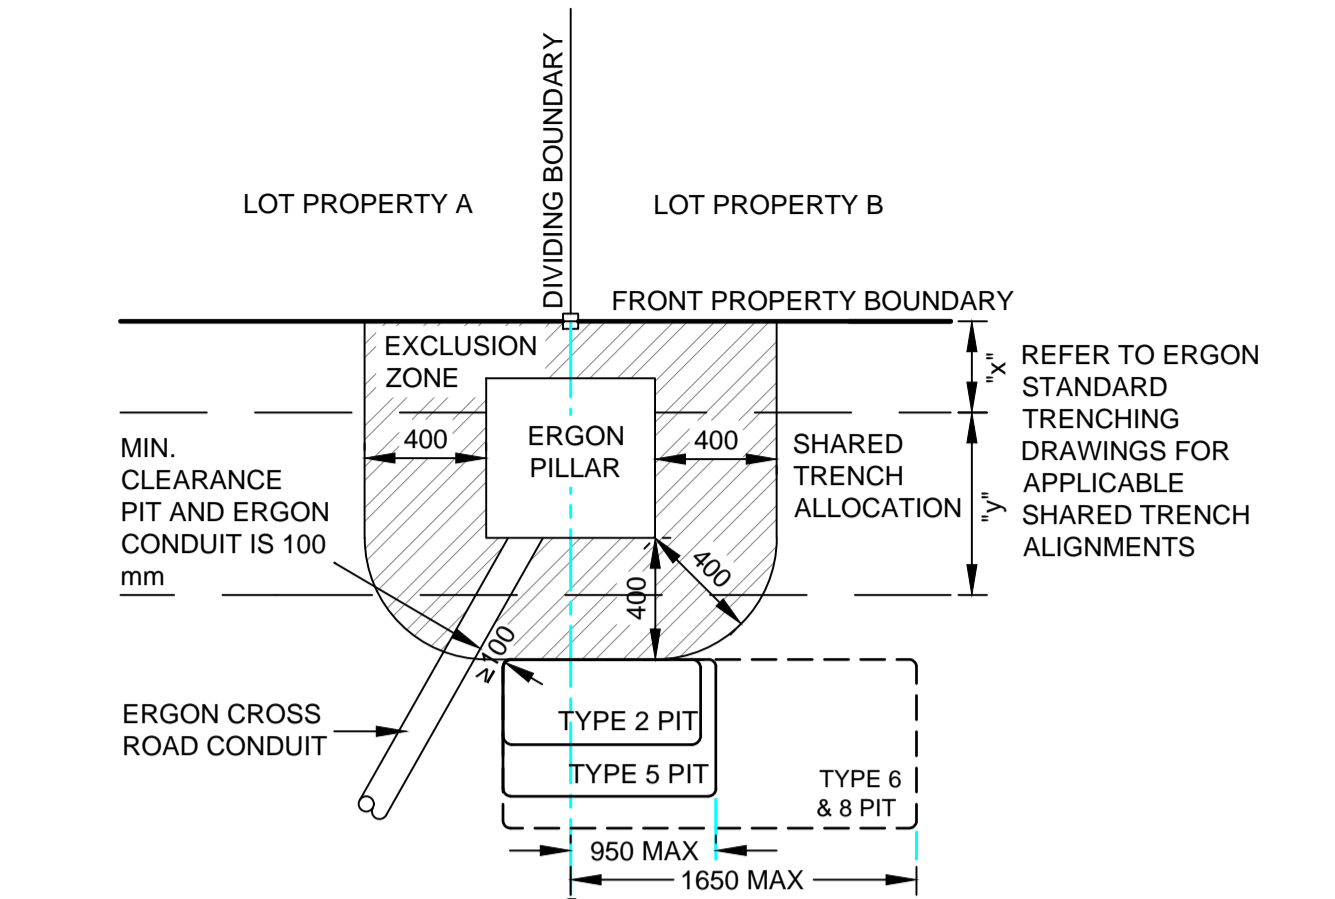 DIVIDING BOUNDARY
LOT PROPERTY A
LOT PROPERTY B
FRONT PROPERTY BOUNDARY
EXCLUSION
ZONE
"x"
REFER TO ERGON
STANDARD
TRENCHING
DRAWINGS FOR
APPLICABLE
SHARED TRENCH
ALIGNMENTS
MIN.
CLEARANCE
PIT AND ERGON
CONDUIT IS 100
mm
400
ERGON
PILLAR
400
SHARED
TRENCH
ALLOCATION
"y"
400
400
≥100
ERGON CROSS
ROAD CONDUIT
TYPE 2 PIT
TYPE 5 PIT
TYPE 6
& 8 PIT
950 MAX
1650 MAX